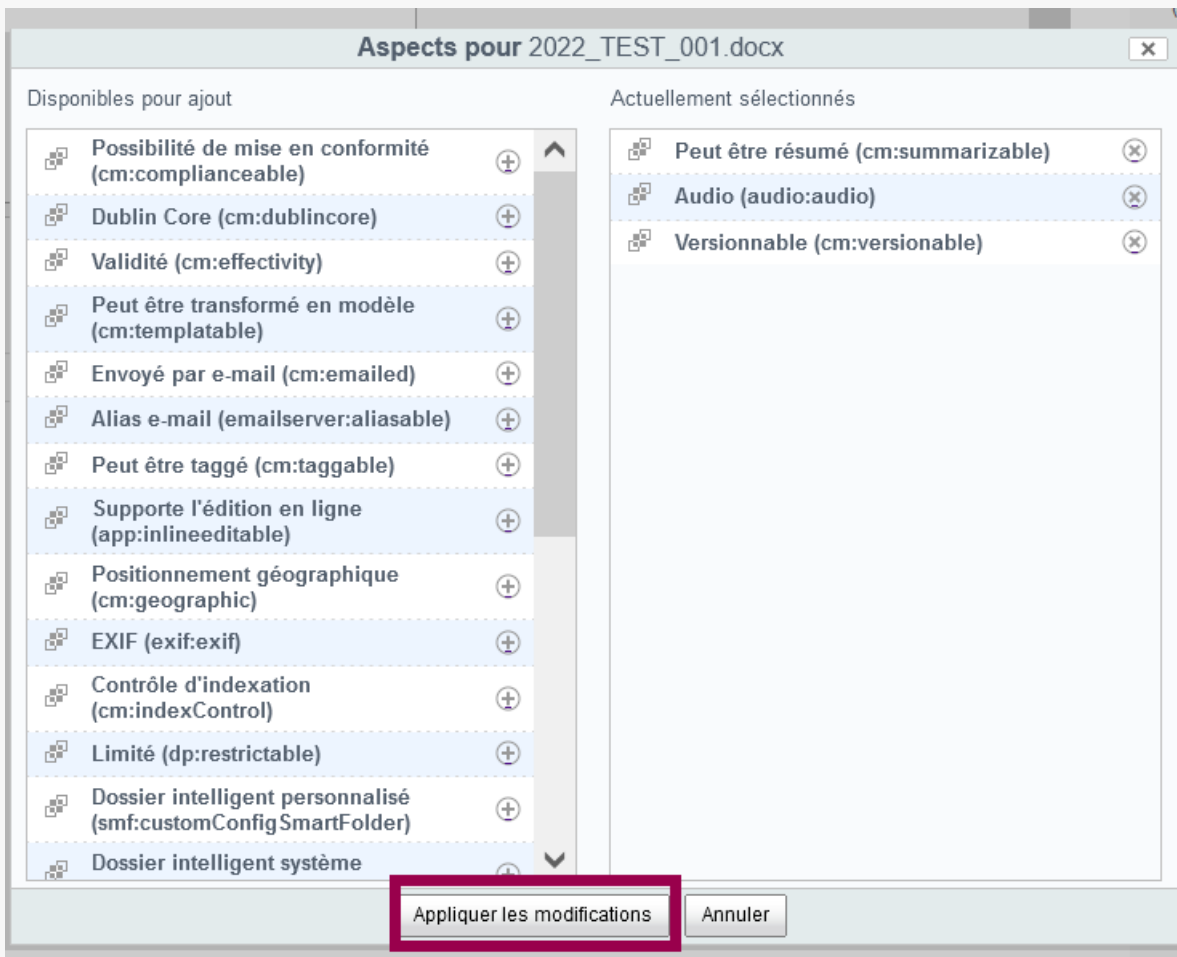 Aspects pour 2022_TEST_001.docx
Disponibles pour ajout
Possibilité de mise en conformité
(cm:complianceable)
Dublin Core (cm:dublincore)
Validité (cm:effectivity)
Peut être transformé en modèle
(cm:templatable)
Envoyé par e-mail (cm:emailed)
Alias e-mail (emailserver:aliasable)
Peut être taggé (cm:taggable)
Supporte l'édition en ligne
(app:inlineeditable)
Positionnement géographique
(cm:geographic)
EXIF (exif:exif)
Contrôle d'indexation
(cm:indexControl)
Limité (dp:restrictable)
Dossier intelligent personnalisé
(smf:customConfigSmartFolder)
Dossier intelligent système
Actuellement sélectionnés
Peut être résumé (cm:summarizable)
Audio (audio:audio)
Versionnable (cm:versionable)
Appliquer les modifications
Annuler